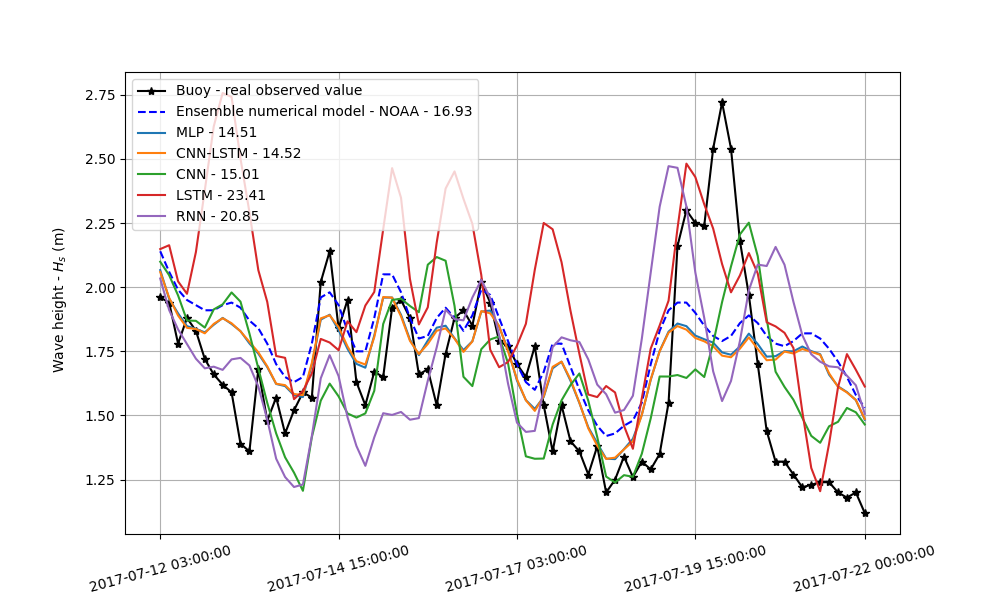 2.75
2.50
2.25
2.00
1.75
1.50
1.25
Wave height - Hs (m)
Buoy - real observed value
Ensemble numerical model - NOAA - 16.93
MLP - 14.51
CNN-LSTM - 14.52
CNN - 15.01
LSTM - 23.41
RNN - 20.85
2017-07-12 03:00:00
2017-07-14 15:00:00
2017-07-17 03:00:00
2017-07-19 15:00:00
2017-07-22 00:00:00